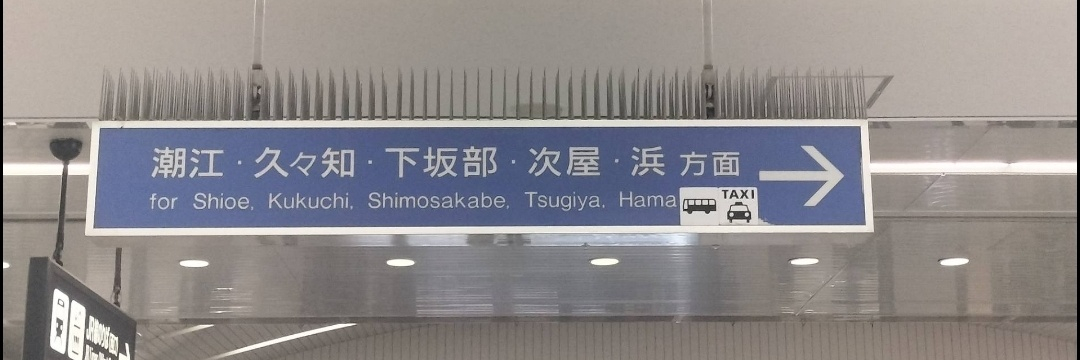 潮江・久々知・下坂部・次屋・浜 方面
for Shioe, Kukuchi, Shimosakabe, Tsugiya, Hama
TAXI